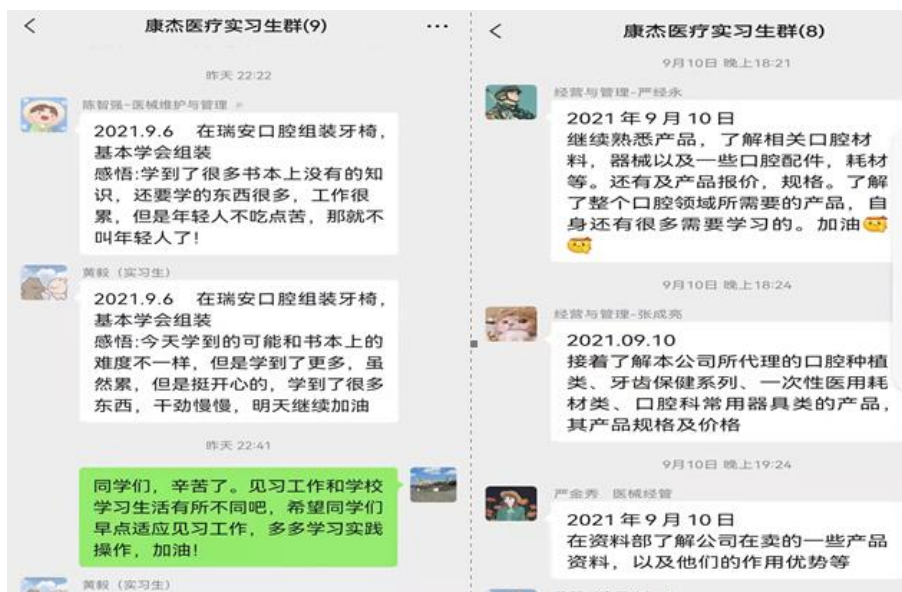 康杰医疗实习生群(9)
昨天 22:22
陈智强-医械维护与管理
2021.9.6 在瑞安口腔组装牙椅，
基本学会组装
感悟:学到了很多书本上没有的知
识，还要学的东西很多，工作很
累，但是年轻人不吃点苦，那就不
叫年轻人了！
黄毅（实习生）
2021.9.6 在瑞安口腔组装牙椅，
基本学会组装
感悟:今天学到的可能和书本上的
难度不一样，但是学到了更多，虽
然累，但是挺开心的，学到了很多
东西，干劲慢慢，明天继续加油
昨天 22:41
同学们，辛苦了。见习工作和学校
学习生活有所不同吧，希望同学们
早点适应见习工作，多多学习实践
操作，加油！
黄毅（实习生）
康杰医疗实习生群(8)
9月10日 晚上18:21
经营与管理-严经永
2021年9月10日
继续熟悉产品，了解相关口腔材
料，器械以及一些口腔配件，耗材
等。还有及产品报价，规格。了解
了整个口腔领域所需要的产品，自
身还有很多需要学习的。加油
9月10日 晚上18:24
经营与管理-张成亮
2021.09.10
接着了解本公司所代理的口腔种植
类、牙齿保健系列、一次性医用耗
材类、口腔科常用器具类的产品，
其产品规格及价格
9月10日 晚上19:24
严金秀 医械经管
2021年9月10日
在资料部了解公司在卖的一些产品
资料，以及他们的作用优势等